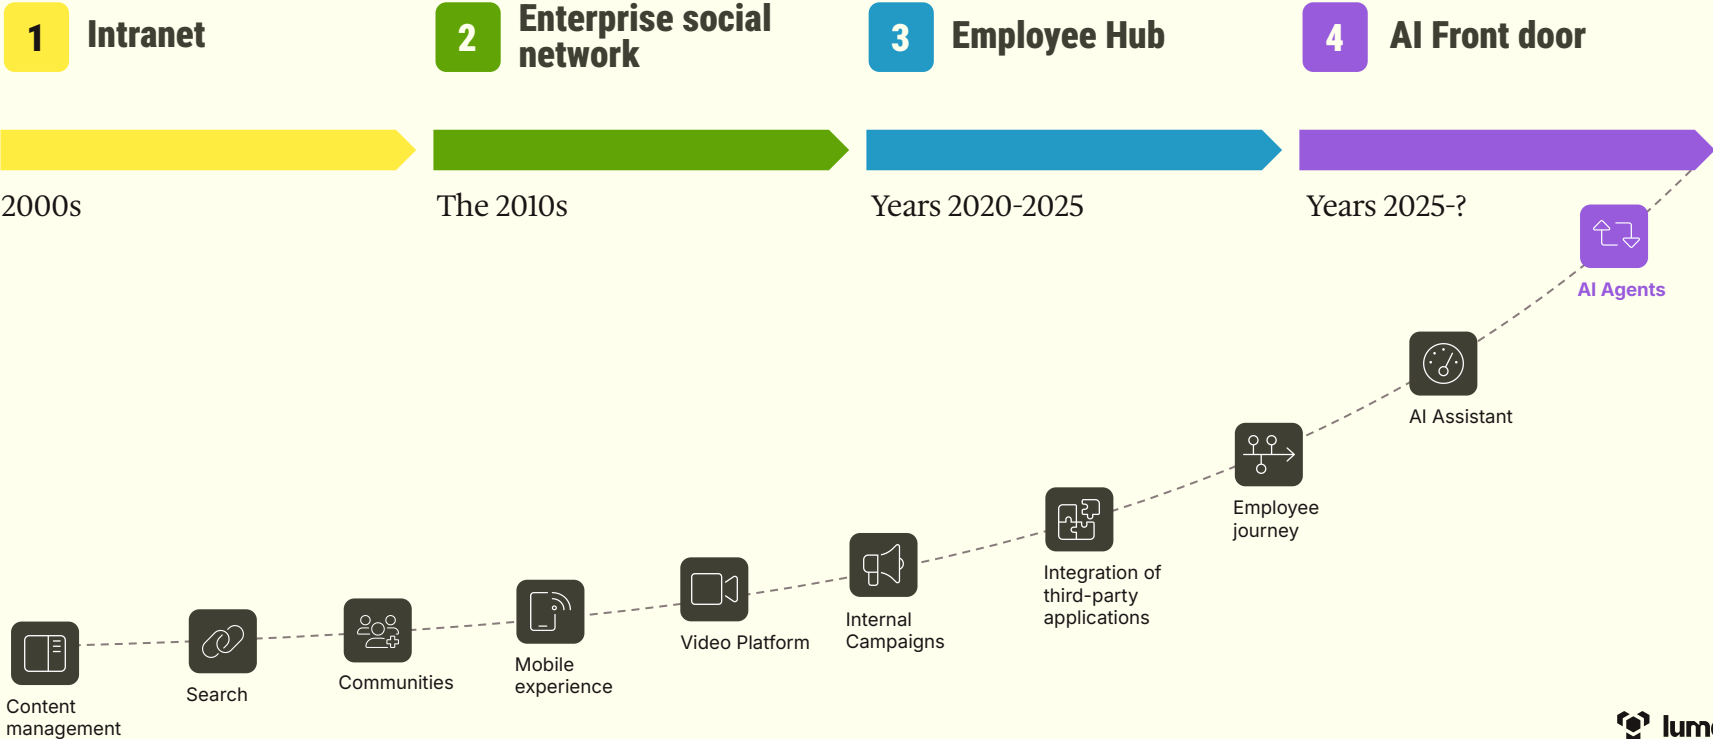 1 Intranet
2 Enterprise social
network
3 Employee Hub
4 AI Front door
2000s
The 2010s
Years 2020-2025
Years 2025-?
AI Agents
AI Assistant
Employee
journey
Integration of
third-party
applications
Internal
Campaigns
Video Platform
Mobile
experience
Communities
Search
Content
management